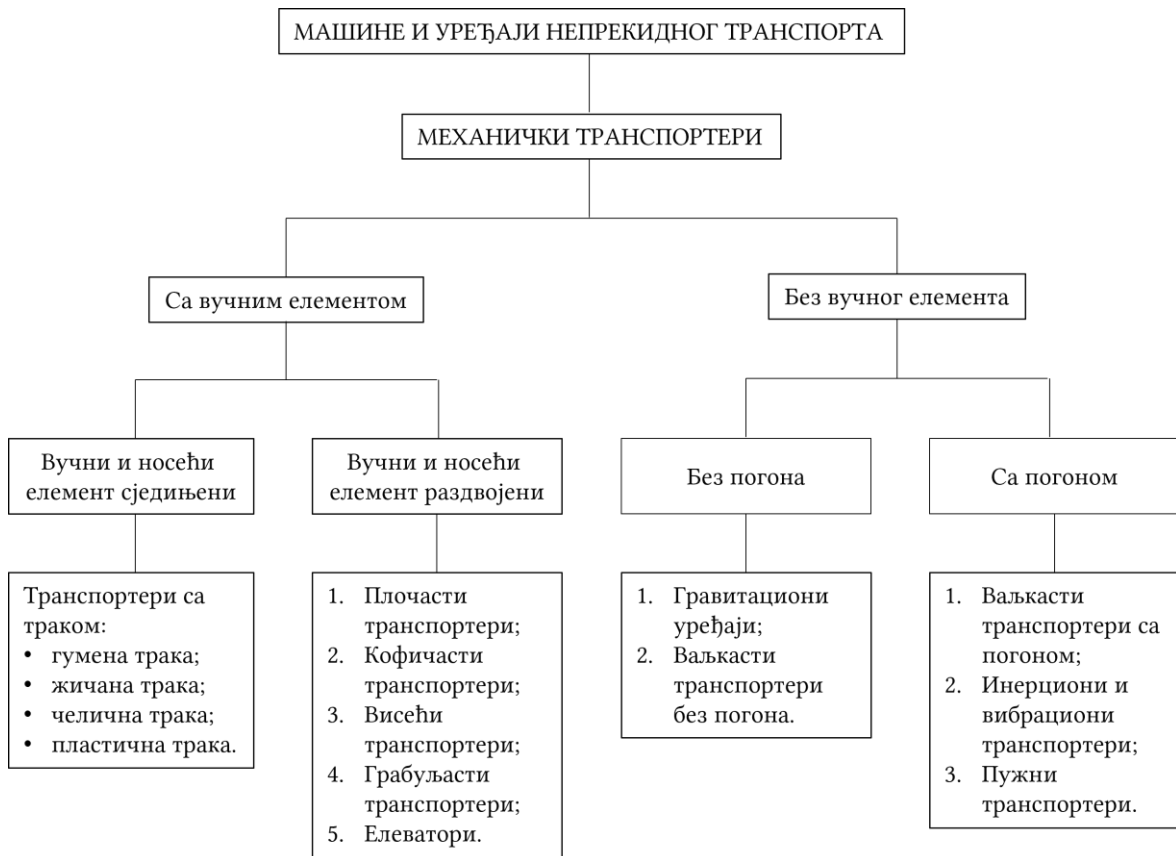 МАШИНЕ И УРЕЂАЈИ НЕПРЕКИДНОГ ТРАНСПОРТА
МЕХАНИЧКИ ТРАНСПОРТЕРИ
Са вучним елементом
Без вучног елемента
Вучни и носећи
елемент сједињени
Вучни и носећи
елемент раздвојени
Без погона
Са погоном
Транспортери са
траком:
• гумена трака;
• жичана трака;
• челична трака;
• пластична трака.
1. Плочасти
транспортери;
2. Кофичасти
транспортери;
3. Висећи
транспортери;
4. Грабуљасти
транспортери;
5. Елеватори.
1. Гравитациони
уређаји;
2. Ваљкасти
транспортери
без погона.
1. Ваљкасти
транспортери са
погоном;
2. Инерциони и
вибрациони
транспортери;
3. Пужни
транспортери.